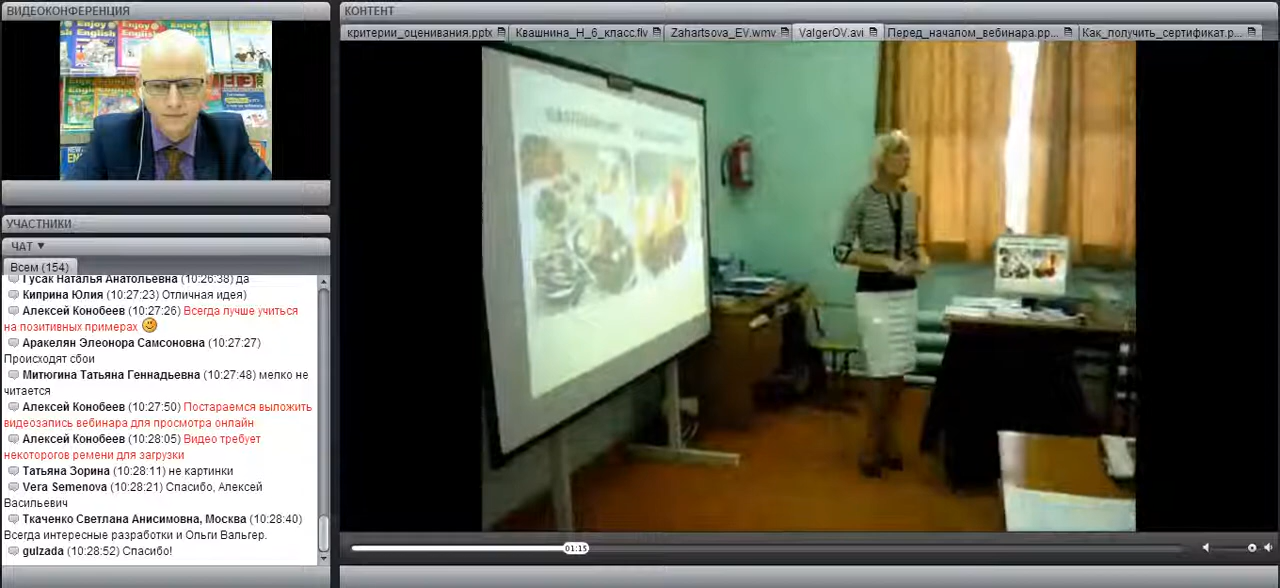 ВИДЕОКОНФЕРЕНЦИЯ
Enjoy English
Enjoy English
ЕГЭ
УЧАСТНИКИ
ЧАТ ▼
Всем (154)
Гусак Наталья Анатольевна (10:26:38) да
Киприна Юлия (10:27:23) Отличная идея)
Алексей Конобеев (10:27:26) Всегда лучше учиться
на позитивных примерах
Аракелян Элеонора Самсоновна (10:27:27)
Происходят сбои
Митюгина Татьяна Геннадьевна (10:27:48) мелко не
читается
Алексей Конобеев (10:27:50) Постараемся выложить
видеозапись вебинара для просмотра онлайн
Алексей Конобеев (10:28:05) Видео требует
некоторогов ремени для загрузки
Татьяна Зорина (10:28:11) не картинки
Vera Semenova (10:28:21) Спасибо, Алексей
Васильевич
Ткаченко Светлана Анисимовна, Москва (10:28:40)
Всегда интересные разработки и Ольги Вальгер.
gulzada (10:28:52) Спасибо!
КОНТЕНТ
критерии_оценивания.pptx
Квашнина_Н_6_класс.flv
Zahartsova_EV.wmv
ValgerOV.avi
Перед_началом_вебинара.pp...
Как_получить_сертификат.p...
01:15